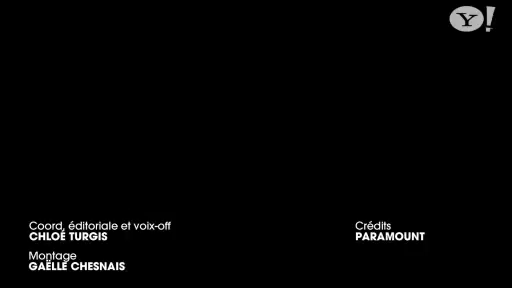 Y!
Coord. éditoriale et voix-off
CHLOÉ TURGIS
Crédits
PARAMOUNT
Montage
GAËLLE CHESNAIS